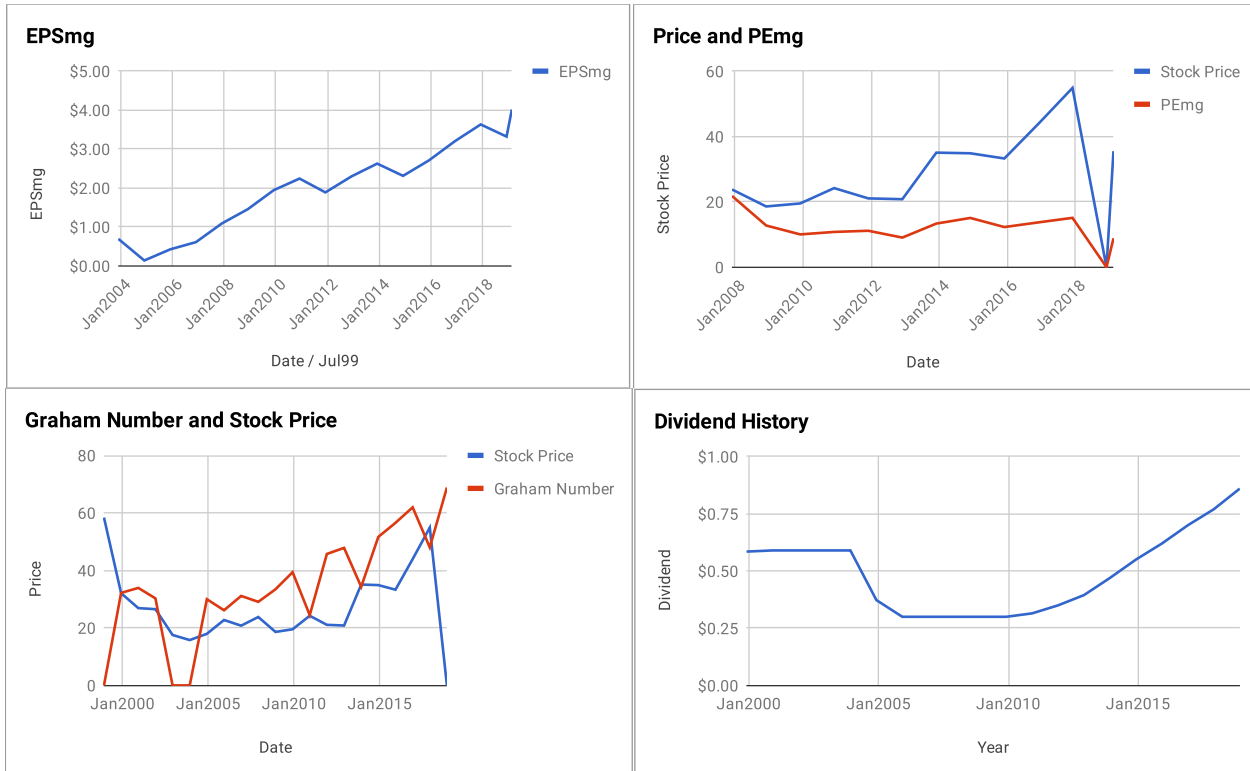 EPSmg
$5.00
$4.00
$3.00
$2.00
$1.00
$0.00
EPSmg
EPSmg
Jan2004
Jan2006
Jan2008
Jan2010
Jan2012
Jan2014
Jan2016
Jan2018
Date / Jul99
Price and PEmg
60
40
20
0
Stock Price
Stock Price
PEmg
Jan2008
Jan2010
Jan2012
Jan2014
Jan2016
Jan2018
Date
Graham Number and Stock Price
80
60
40
20
0
Price
Stock Price
Graham Number
Jan2000
Jan2005
Jan2010
Jan2015
Date
Dividend History
$1.00
$0.75
$0.50
$0.25
$0.00
Dividend
Jan2000
Jan2005
Jan2010
Jan2015
Year